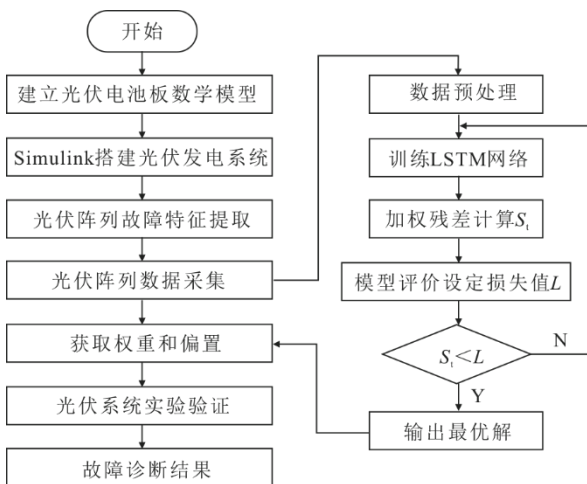 开始
建立光伏电池板数学模型
Simulink搭建光伏发电系统
光伏阵列故障特征提取
光伏阵列数据采集
获取权重和偏置
光伏系统实验验证
故障诊断结果
数据预处理
训练LSTM网络
加权残差计算Sₜ
模型评价设定损失值L
Sₜ<L
N
Y
输出最优解